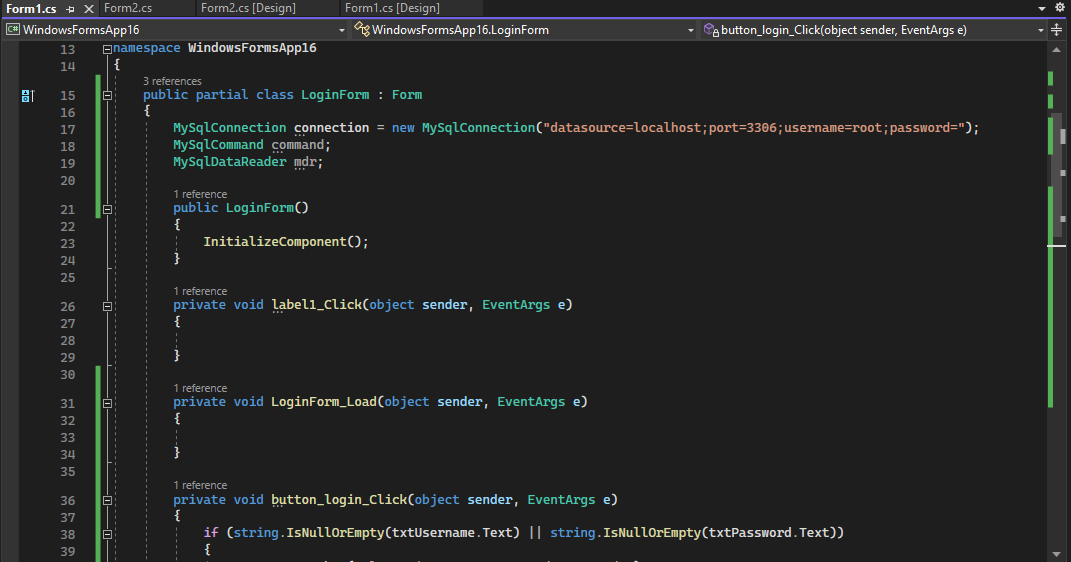 Form1.cs Form2.cs Form2.cs [Design] Form1.cs [Design]
C# WindowsFormsApp16 WindowsFormsApp16.LoginForm button_login_Click(object sender, EventArgs e)
13 namespace WindowsFormsApp16
14 {
3 references
15 public partial class LoginForm : Form
16 {
17 MySqlConnection connection = new MySqlConnection("datasource=localhost;port=3306;username=root;password=");
18 MySqlCommand command;
19 MySqlDataReader mdr;
20
1 reference
21 public LoginForm()
22 {
23 InitializeComponent();
24 }
25
1 reference
26 private void label1_Click(object sender, EventArgs e)
27 {
28
29 }
30
1 reference
31 private void LoginForm_Load(object sender, EventArgs e)
32 {
33
34 }
35
1 reference
36 private void button_login_Click(object sender, EventArgs e)
37 {
38 if (string.IsNullOrEmpty(txtUsername.Text) || string.IsNullOrEmpty(txtPassword.Text))
39 {